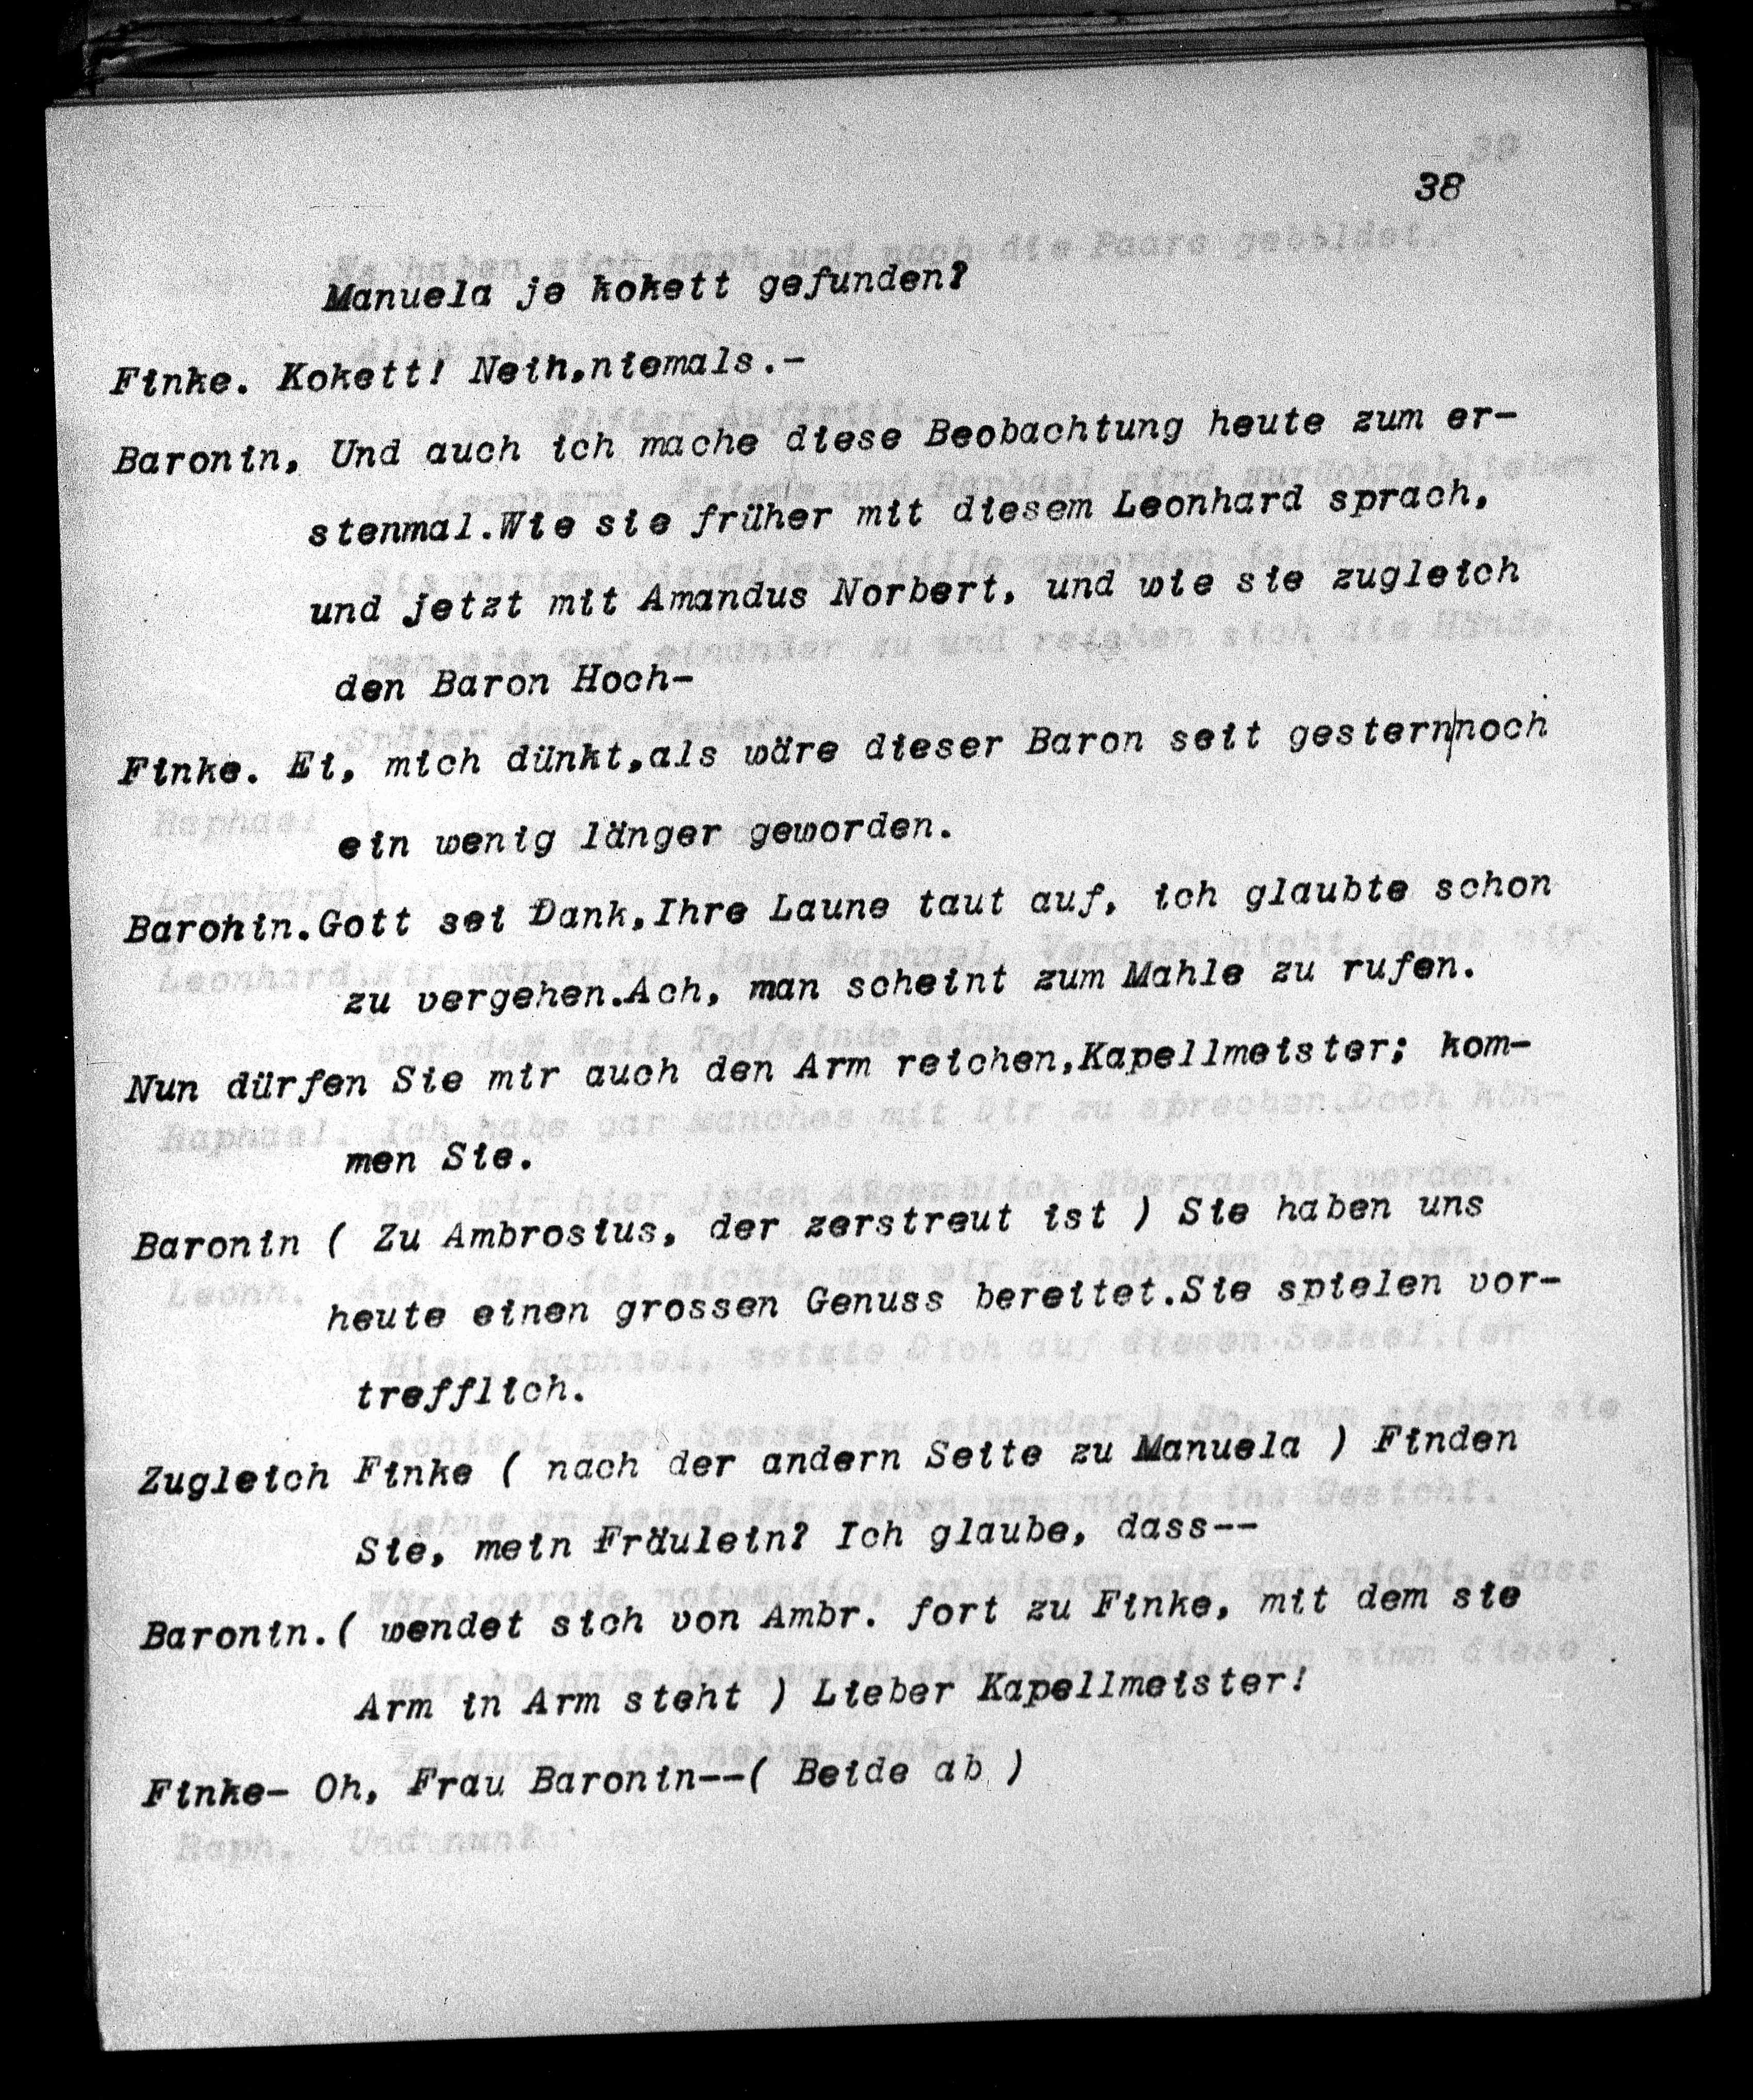 38
Manuela je kokett gefunden?
Finke. Kokett! Nein,niemals.-
Baronin, Und auch ich mache diese Beobachtung heute zum er-
stenmal.Wie sie früher mit diesem Leonhard sprach,
und jetzt mit Amandus Norbert, und wie sie zugleich
den Baron Hoch-
Finke. Ei, mich dünkt,als wäre dieser Baron seit gestern|noch
ein wenig länger geworden.
Baronin.Gott sei Dank,Ihre Laune taut auf, ich glaubte schon
zu vergehen.Ach, man scheint zum Mahle zu rufen.
Nun dürfen Sie mir auch den Arm reichen,Kapellmeister; kom-
men Sie.
Baronin ( Zu Ambrosius, der zerstreut ist ) Sie haben uns
heute einen grossen Genuss bereitet.Sie spielen vor-
trefflich.
Zugleich Finke ( nach der andern Seite zu Manuela ) Finden
Sie, mein Fräulein? Ich glaube, dass--
Baronin.( wendet sich von Ambr. fort zu Finke, mit dem sie
Arm in Arm steht ) Lieber Kapellmeister!
Finke- Oh, Frau Baronin--( Beide ab )